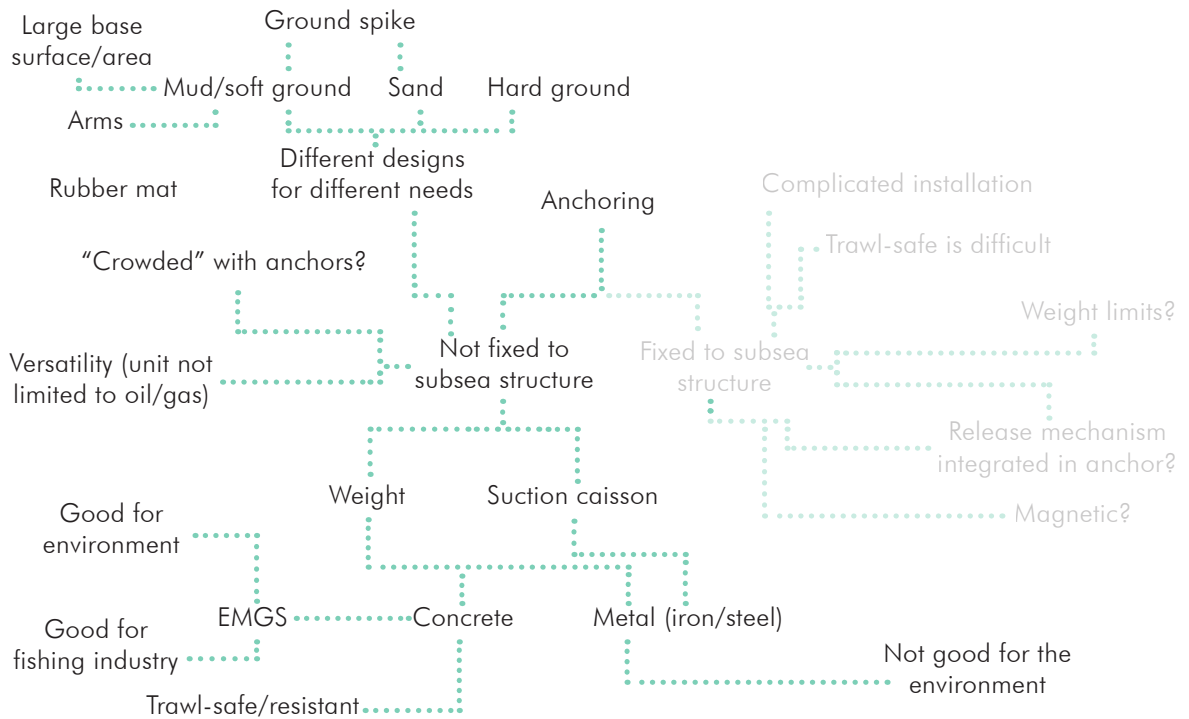 Large base
surface/area
Ground spike
Mud/soft ground
Sand
Hard ground
Arms
Different designs
for different needs
Rubber mat
Anchoring
Complicated installation
Trawl-safe is difficult
“Crowded” with anchors?
Weight limits?
Not fixed to
subsea structure
Fixed to subsea
structure
Versatility (unit not
limited to oil/gas)
Release mechanism
integrated in anchor?
Weight
Suction caisson
Magnetic?
Good for
environment
EMGS
Concrete
Metal (iron/steel)
Good for
fishing industry
Not good for the
environment
Trawl-safe/resistant